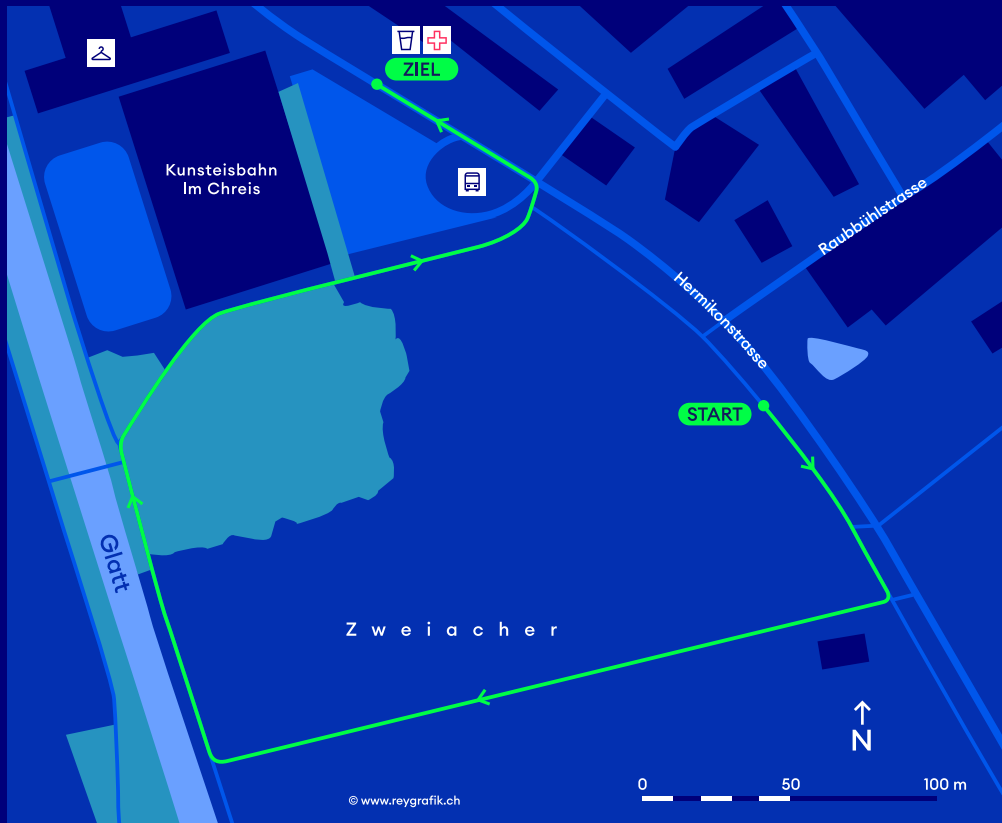 ZIEL
Kunsteisbahn
Im Chreis
Raubbühlstrasse
Hermikonstrasse
START
Glatt
Zweiacher
N
0 50 100 m
© www.reygrafik.ch